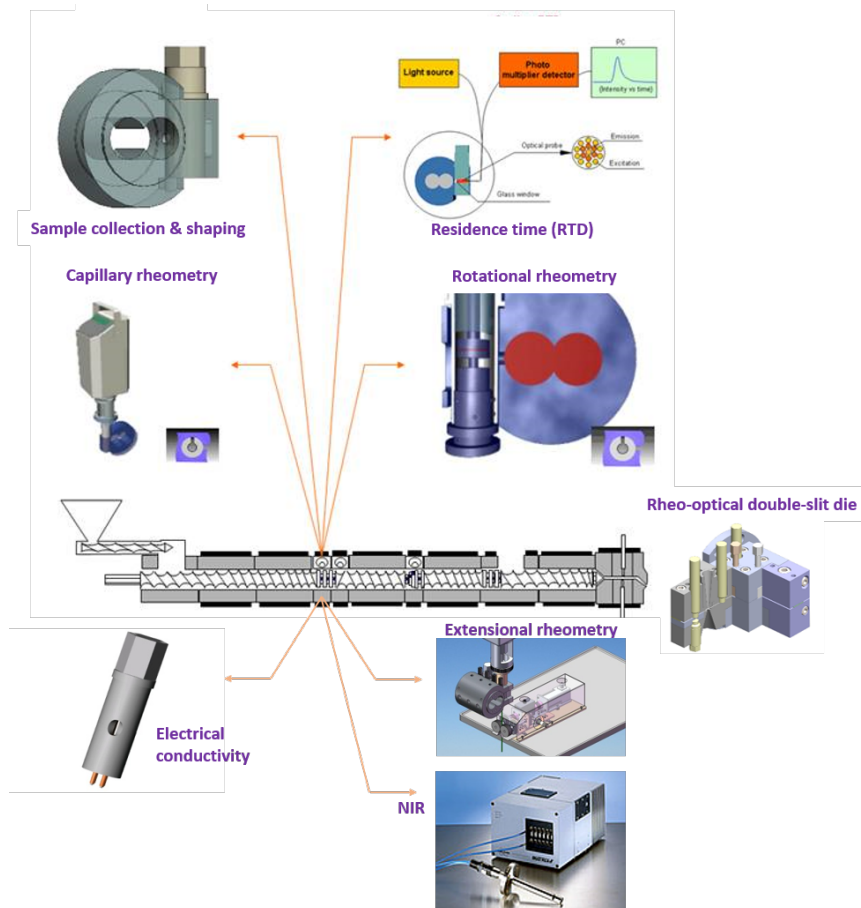 PC
Light source
Photo
multiplier detector
(Intensity vs time)
Emission
Optical probe
Excitation
Glass window
Sample collection & shaping
Residence time (RTD)
Capillary rheometry
Rotational rheometry
Rheo-optical double-slit die
Extensional rheometry
Electrical
conductivity
NIR